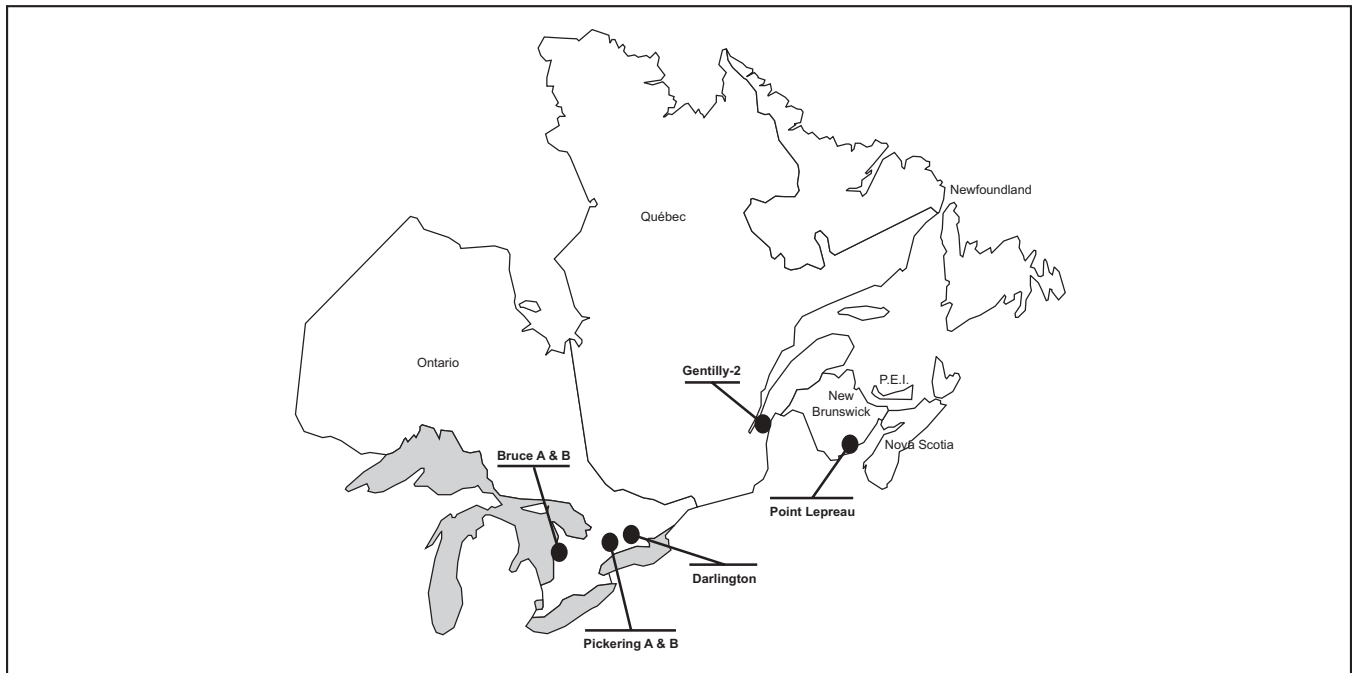 Newfoundland
Québec
Ontario
Gentilly-2
P.E.I.
New
Brunswick
Nova Scotia
Bruce A & B
Point Lepreau
Darlington
Pickering A & B